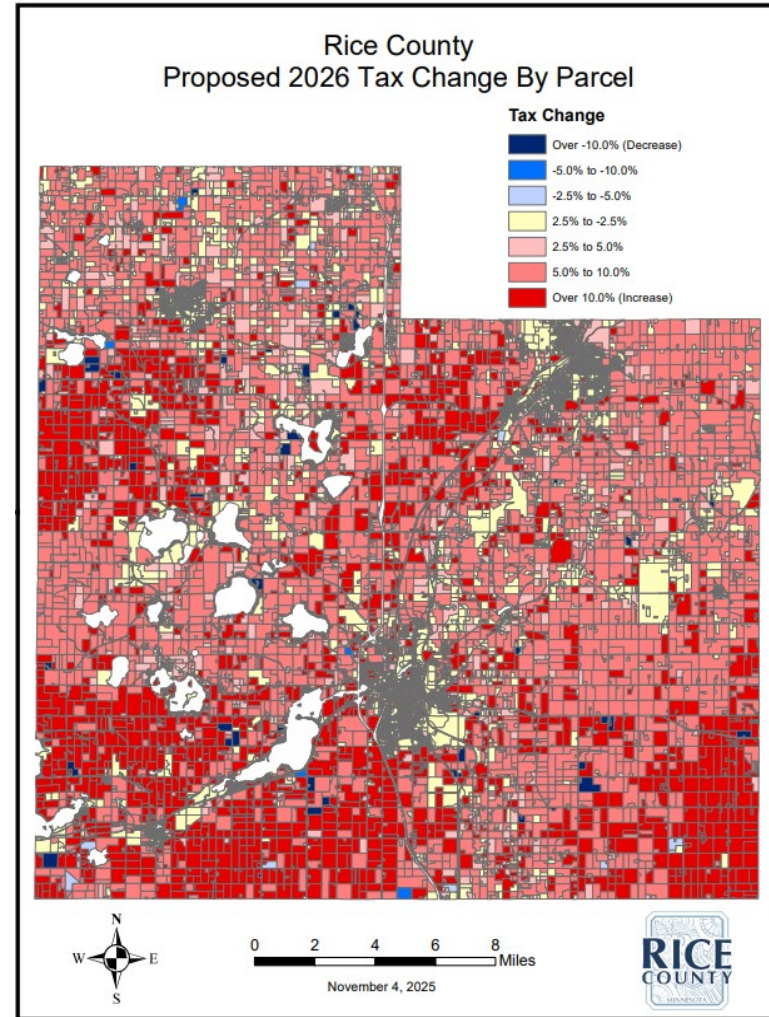 Rice County
Proposed 2026 Tax Change By Parcel
Tax Change
Over -10.0% (Decrease)
-5.0% to -10.0%
-2.5% to -5.0%
2.5% to -2.5%
2.5% to 5.0%
5.0% to 10.0%
Over 10.0% (Increase)
N
W E
S
0 2 4 6 8 Miles
November 4, 2025
RICE
COUNTY
MINNESOTA